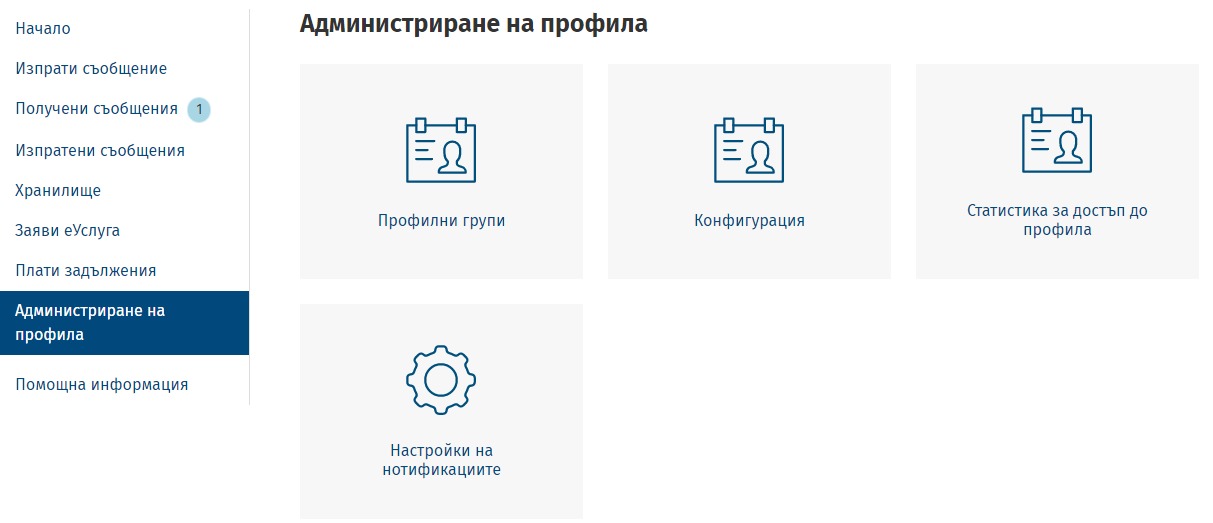 Начало
Изпрати съобщение
Получени съобщения 1
Изпратени съобщения
Хранилище
Заяви еУслуга
Плати задължения
Администриране на
профила
Помощна информация
Администриране на профила
Профилни групи
Конфигурация
Статистика за достъп до
профила
Настройки на
нотификациите